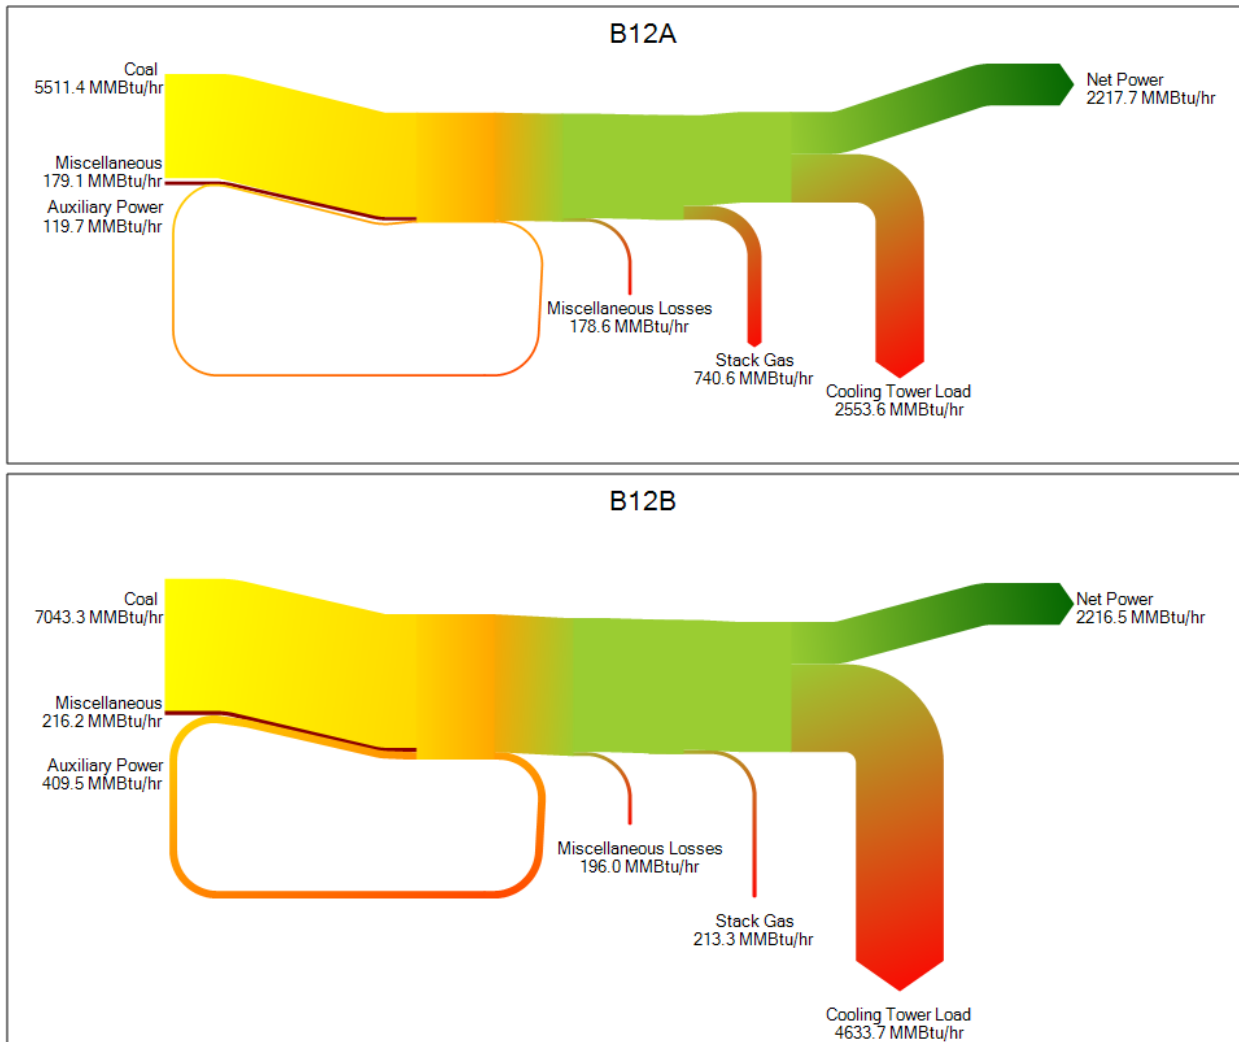 B12A
Coal
5511.4 MMBtu/hr
Miscellaneous
179.1 MMBtu/hr
Auxiliary Power
119.7 MMBtu/hr
Net Power
2217.7 MMBtu/hr
Miscellaneous Losses
178.6 MMBtu/hr
Stack Gas
740.6 MMBtu/hr
Cooling Tower Load
2553.6 MMBtu/hr
B12B
Coal
7043.3 MMBtu/hr
Miscellaneous
216.2 MMBtu/hr
Auxiliary Power
409.5 MMBtu/hr
Net Power
2216.5 MMBtu/hr
Miscellaneous Losses
196.0 MMBtu/hr
Stack Gas
213.3 MMBtu/hr
Cooling Tower Load
4633.7 MMBtu/hr